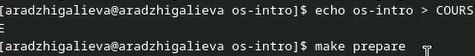 [aradzhigalieva@aradzhigalieva os-intro]$ echo os-intro > COURS
E
[aradzhigalieva@aradzhigalieva os-intro]$ make prepare